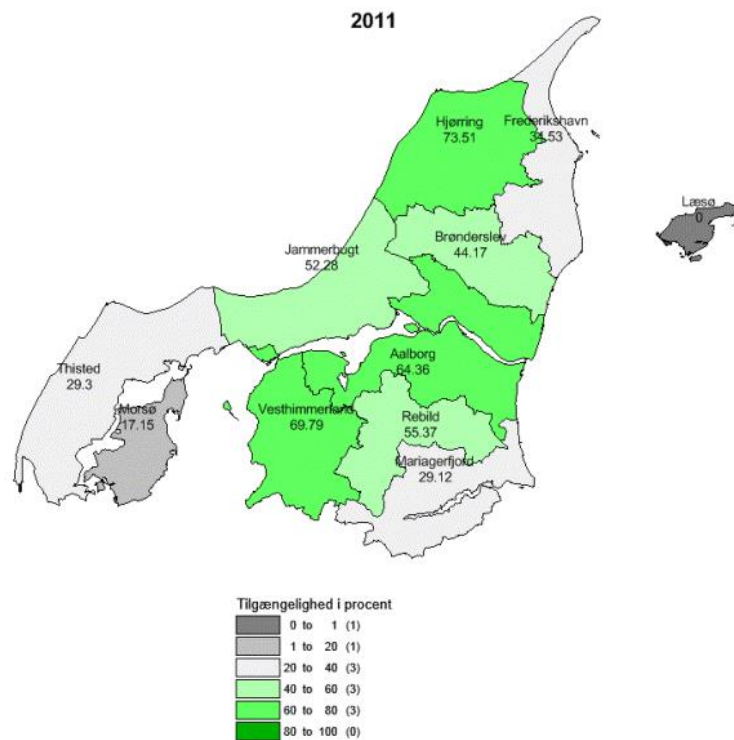 2011
Hjørring
73.51
Frederikshavn
34.53
Læsø
0
Brønderslev
44.17
Jammerbugt
52.28
Aalborg
64.36
Thisted
29.3
Morsø
17.15
Vesthimmerland
69.79
Rebild
55.37
Mariagerfjord
29.12
Tilgængelighed i procent
0 to 1 (1)
1 to 20 (1)
20 to 40 (3)
40 to 60 (3)
60 to 80 (3)
80 to 100 (0)